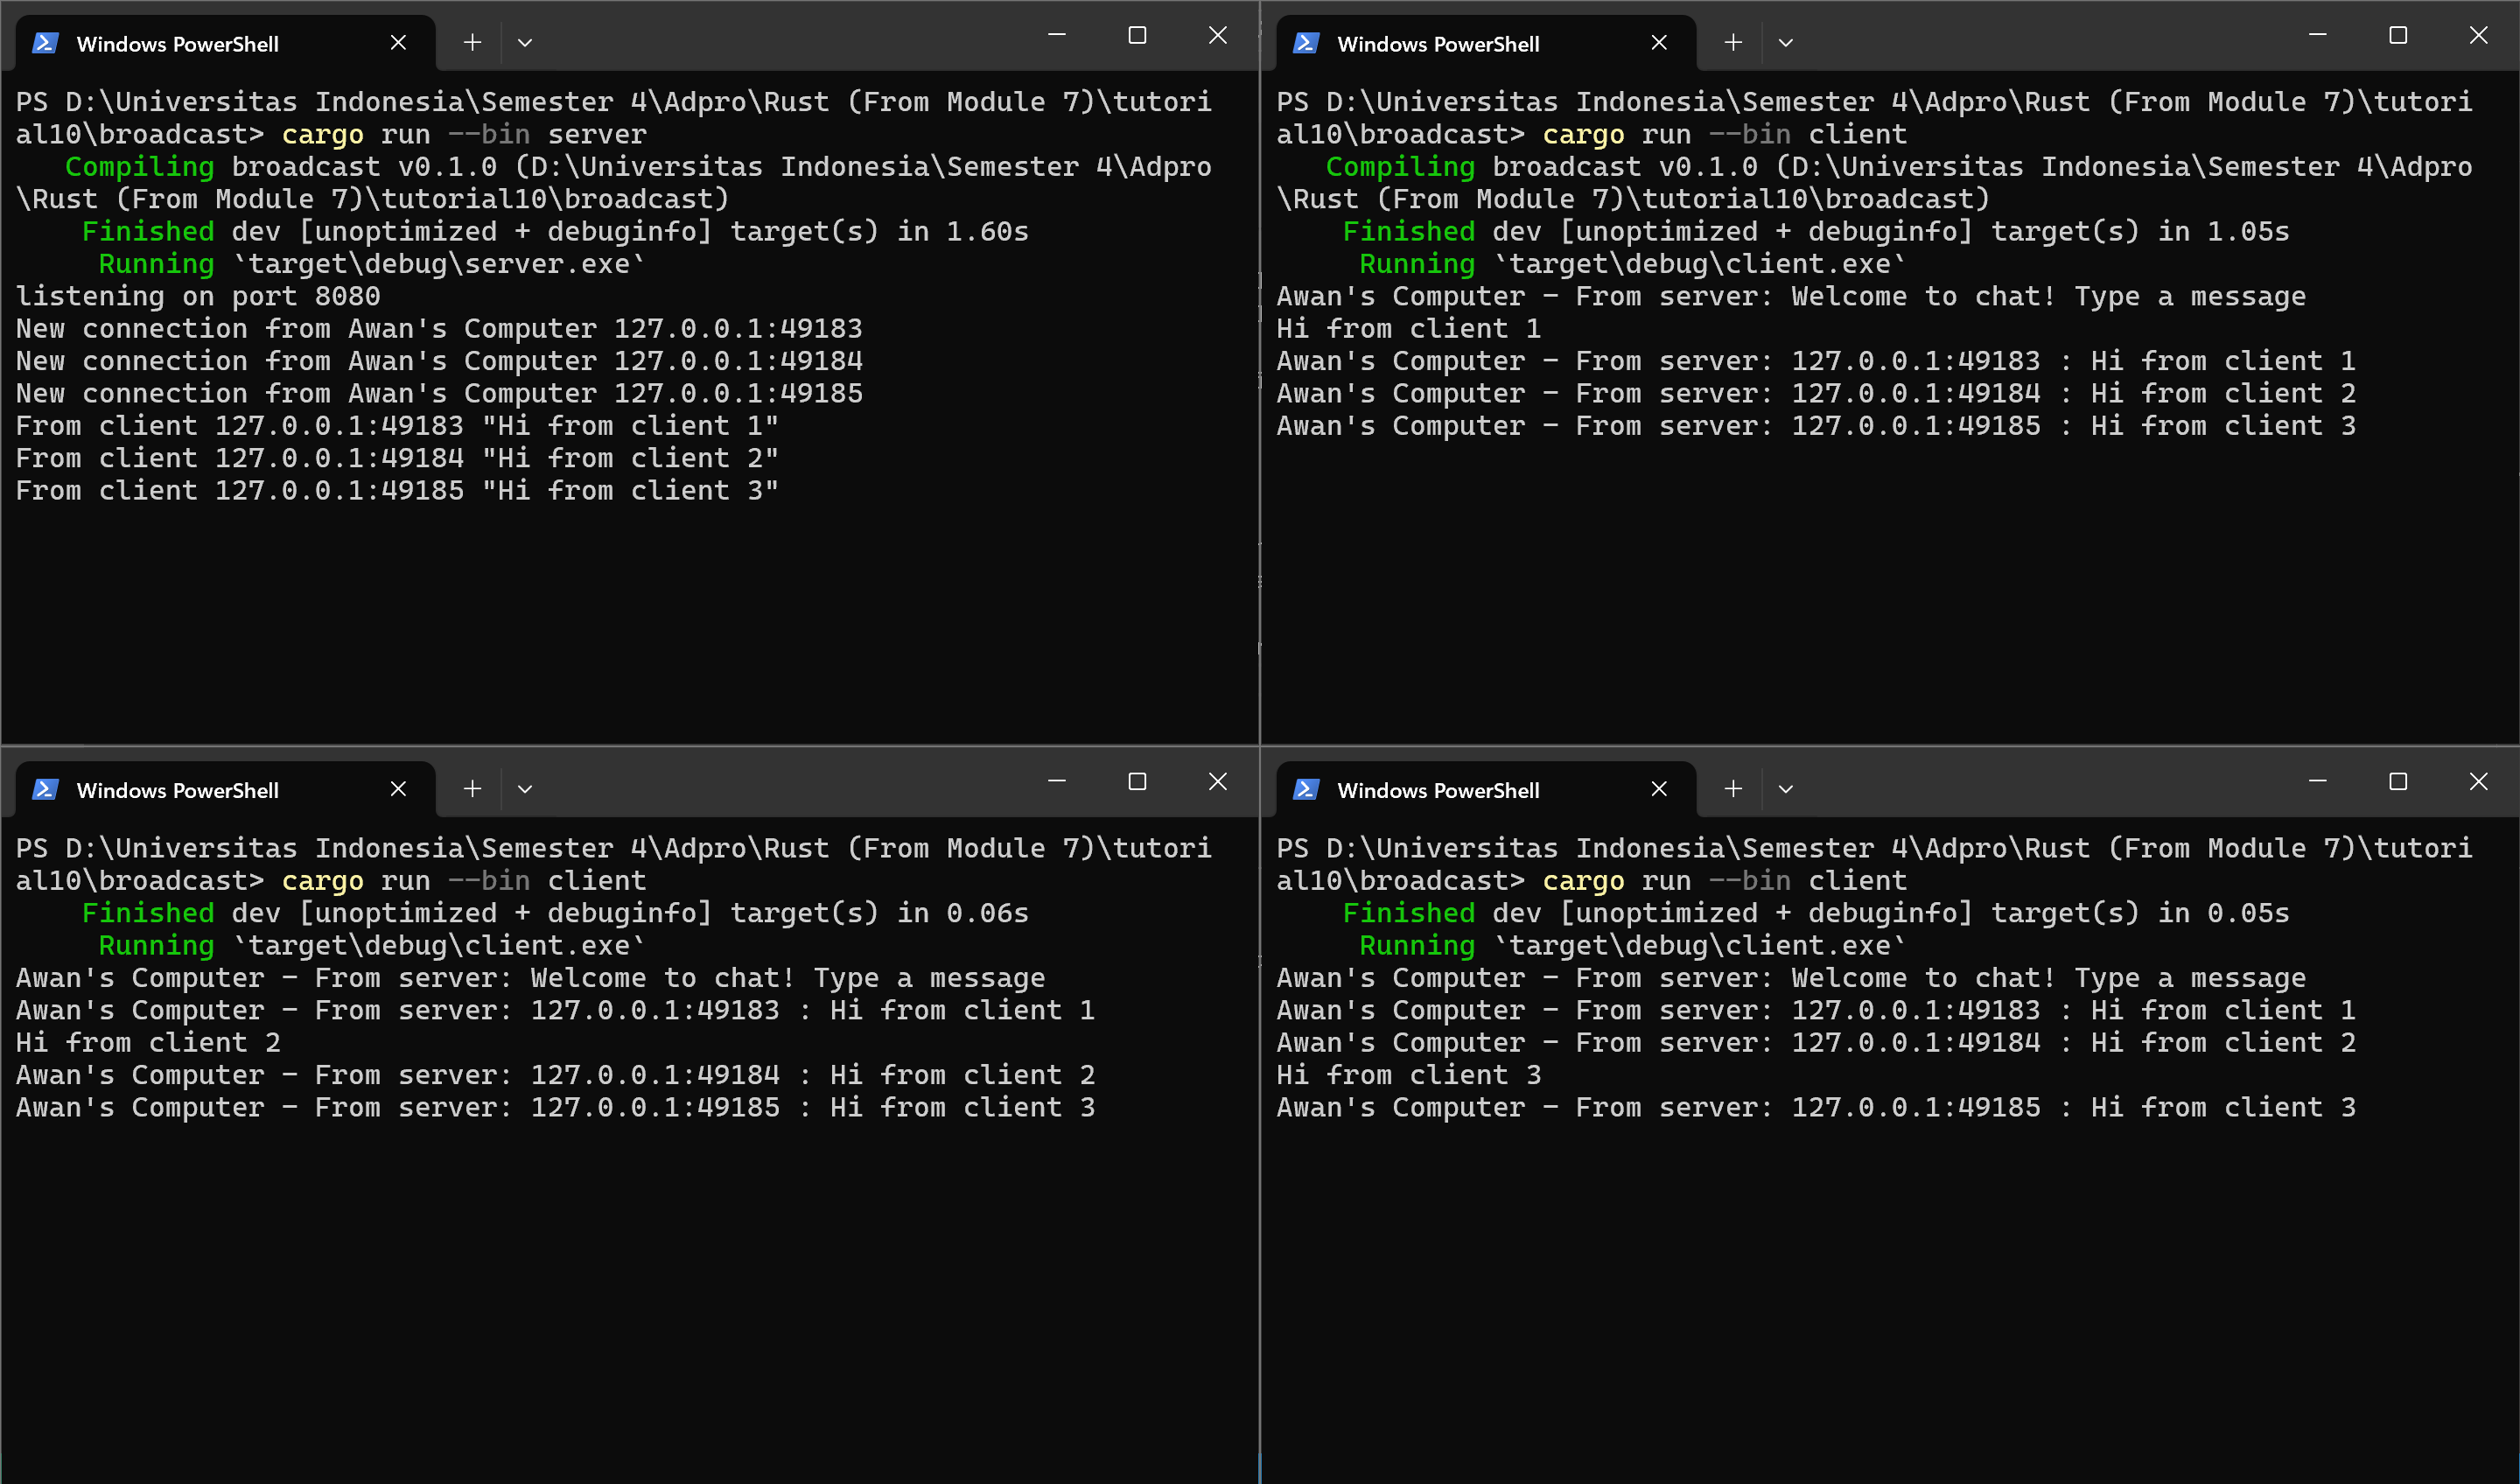 Windows PowerShell
PS D:\Universitas Indonesia\Semester 4\Adpro\Rust (From Module 7)\tutori
al10\broadcast> cargo run --bin server
   Compiling broadcast v0.1.0 (D:\Universitas Indonesia\Semester 4\Adpro
\Rust (From Module 7)\tutorial10\broadcast)
    Finished dev [unoptimized + debuginfo] target(s) in 1.60s
     Running `target\debug\server.exe`
listening on port 8080
New connection from Awan's Computer 127.0.0.1:49183
New connection from Awan's Computer 127.0.0.1:49184
New connection from Awan's Computer 127.0.0.1:49185
From client 127.0.0.1:49183 "Hi from client 1"
From client 127.0.0.1:49184 "Hi from client 2"
From client 127.0.0.1:49185 "Hi from client 3"
Windows PowerShell
PS D:\Universitas Indonesia\Semester 4\Adpro\Rust (From Module 7)\tutori
al10\broadcast> cargo run --bin client
   Compiling broadcast v0.1.0 (D:\Universitas Indonesia\Semester 4\Adpro
\Rust (From Module 7)\tutorial10\broadcast)
    Finished dev [unoptimized + debuginfo] target(s) in 1.05s
     Running `target\debug\client.exe`
Awan's Computer - From server: Welcome to chat! Type a message
Hi from client 1
Awan's Computer - From server: 127.0.0.1:49183 : Hi from client 1
Awan's Computer - From server: 127.0.0.1:49184 : Hi from client 2
Awan's Computer - From server: 127.0.0.1:49185 : Hi from client 3
Windows PowerShell
PS D:\Universitas Indonesia\Semester 4\Adpro\Rust (From Module 7)\tutori
al10\broadcast> cargo run --bin client
    Finished dev [unoptimized + debuginfo] target(s) in 0.06s
     Running `target\debug\client.exe`
Awan's Computer - From server: Welcome to chat! Type a message
Awan's Computer - From server: 127.0.0.1:49183 : Hi from client 1
Hi from client 2
Awan's Computer - From server: 127.0.0.1:49184 : Hi from client 2
Awan's Computer - From server: 127.0.0.1:49185 : Hi from client 3
Windows PowerShell
PS D:\Universitas Indonesia\Semester 4\Adpro\Rust (From Module 7)\tutori
al10\broadcast> cargo run --bin client
    Finished dev [unoptimized + debuginfo] target(s) in 0.05s
     Running `target\debug\client.exe`
Awan's Computer - From server: Welcome to chat! Type a message
Awan's Computer - From server: 127.0.0.1:49183 : Hi from client 1
Awan's Computer - From server: 127.0.0.1:49184 : Hi from client 2
Hi from client 3
Awan's Computer - From server: 127.0.0.1:49185 : Hi from client 3